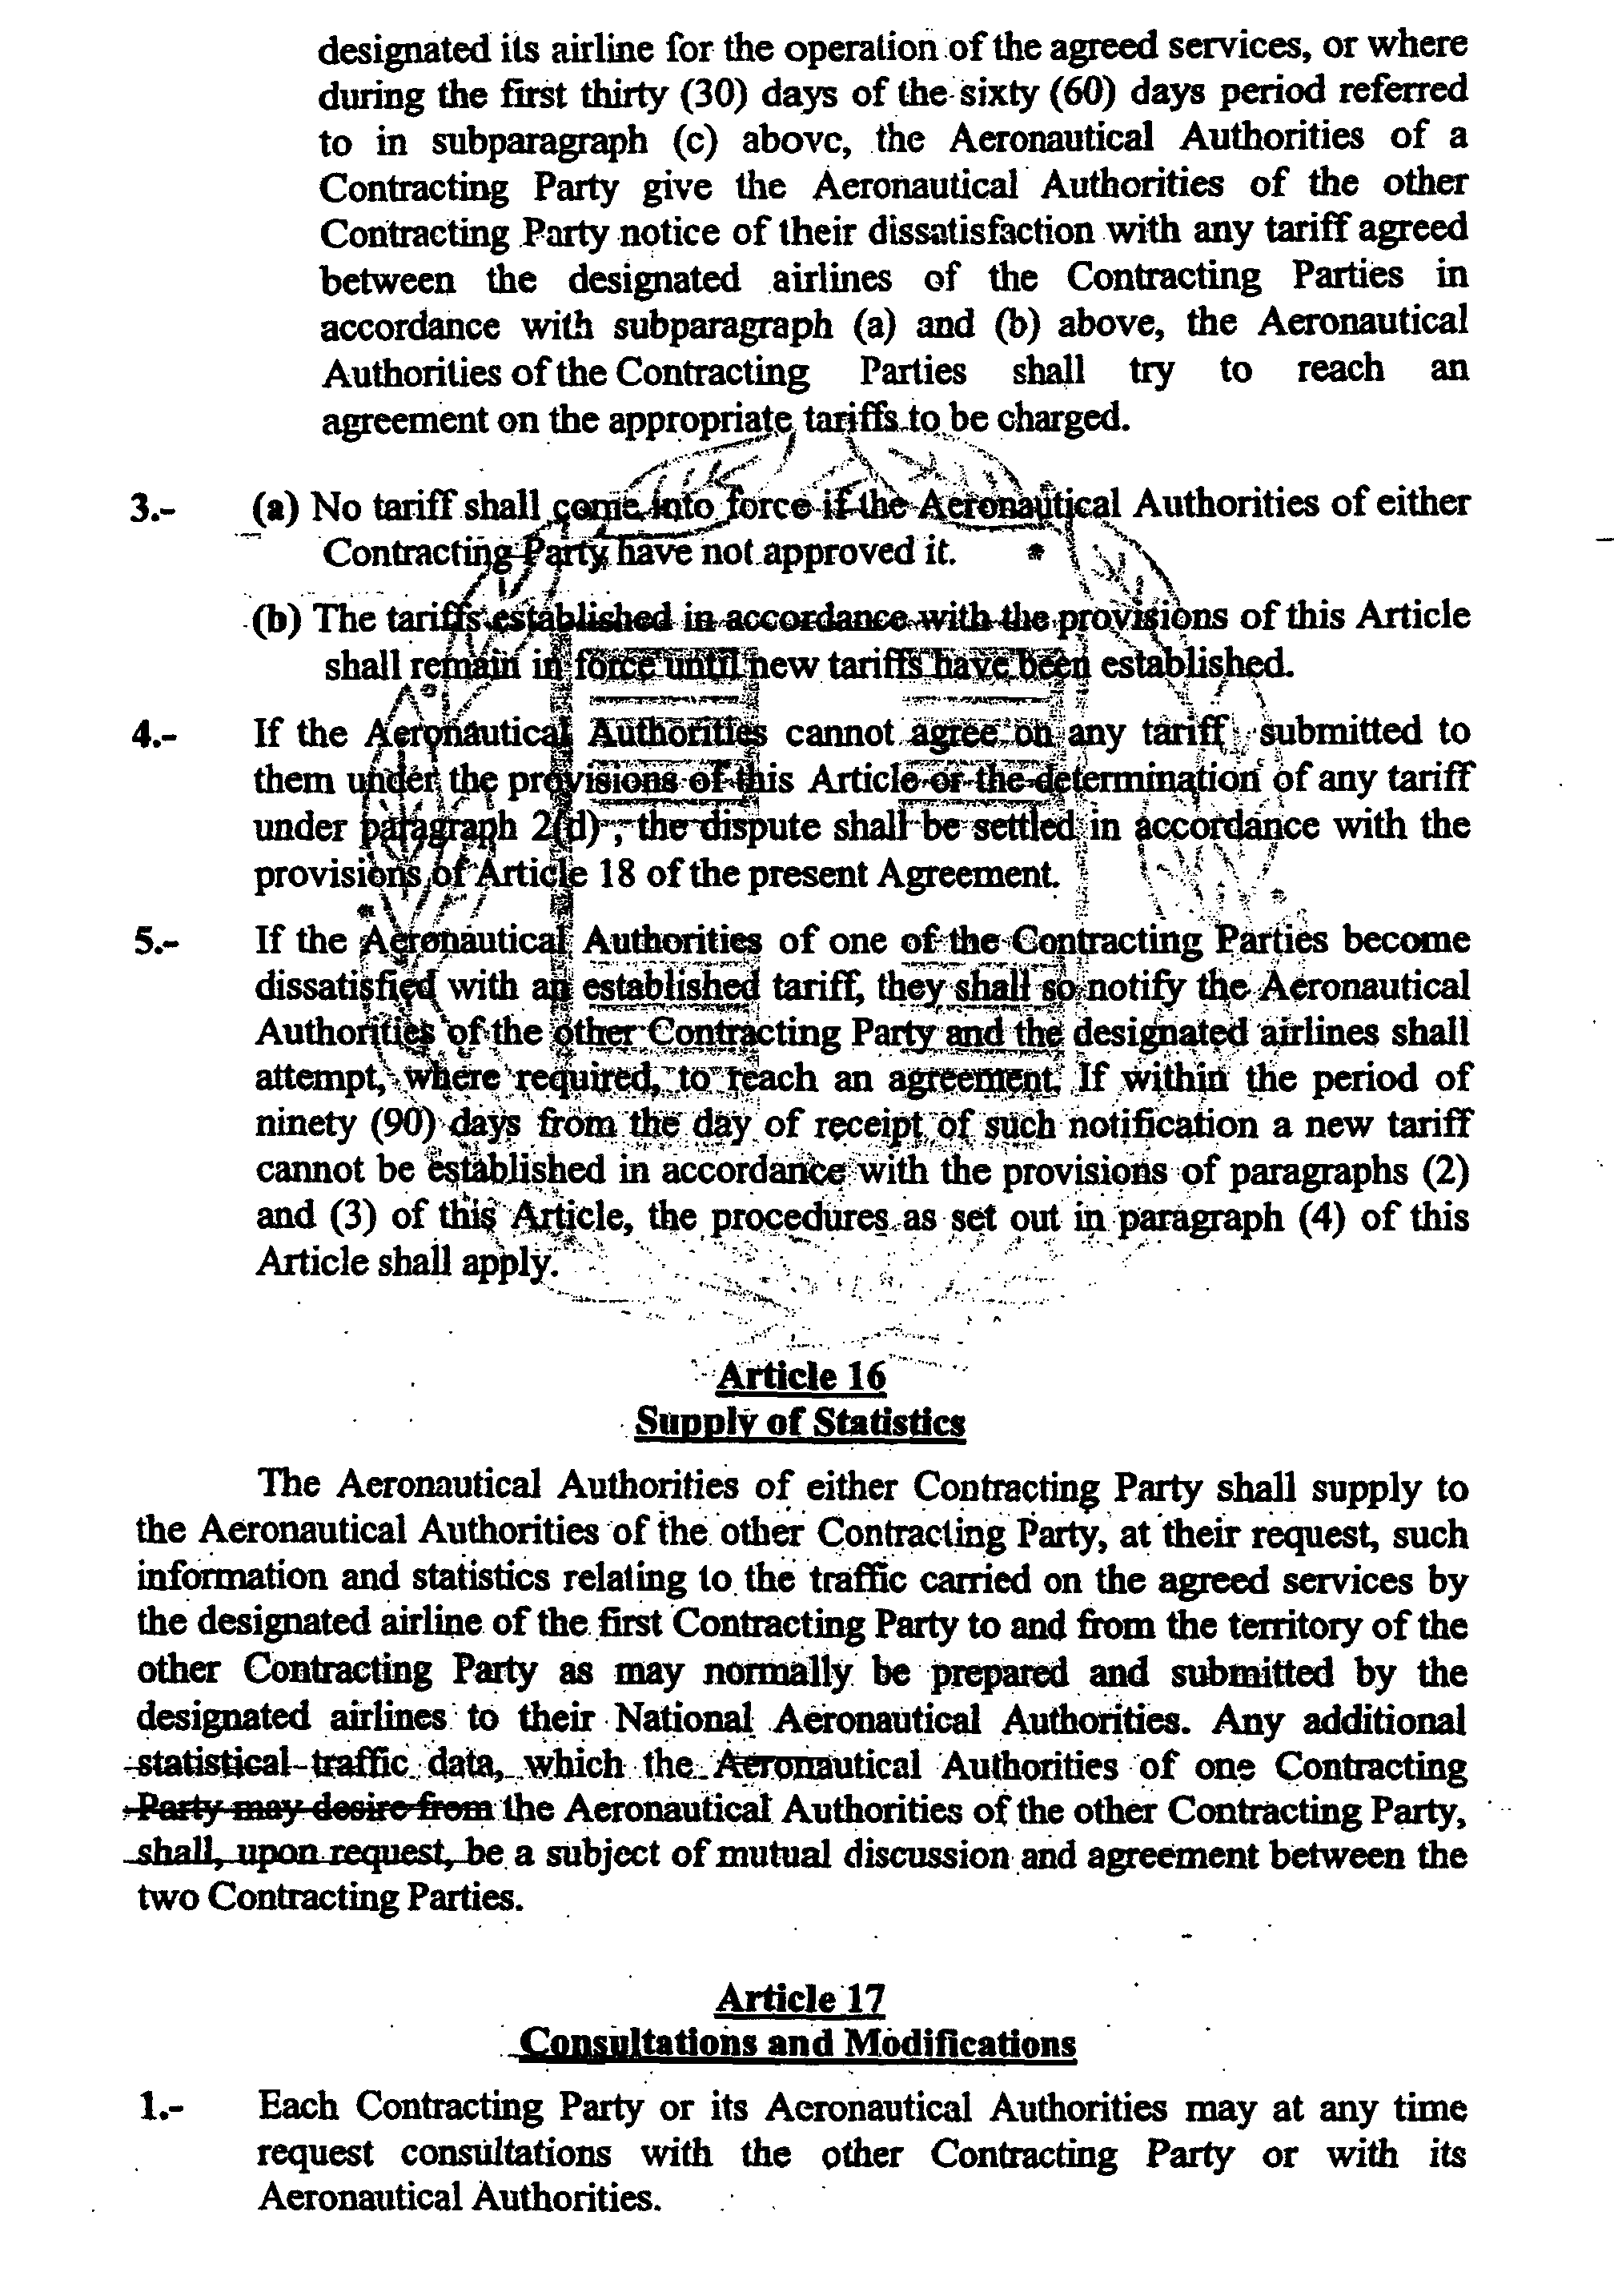 designated its airline for the operation of the agreed services, or where
during the first thirty (30) days of the sixty (60) days period referred
to in subparagraph (c) above, the Aeronautical Authorities of a
Contracting Party give the Aeronautical Authorities of the other
Contracting Party notice of their dissatisfaction with any tariff agreed
between the designated airlines of the Contracting Parties in
accordance with subparagraph (a) and (b) above, the Aeronautical
Authorities of the Contracting Parties shall try to reach an
agreement on the appropriate tariffs to be charged.
3.- (a) No tariff shall come into force if the Aeronautical Authorities of either
Contracting Party have not approved it.
(b) The tariffs established in accordance with the provisions of this Article
shall remain in force until new tariffs have been established.
4.- If the Aeronautical Authorities cannot agree on any tariff submitted to
them under the provisions of this Article or the determination of any tariff
under paragraph 2(d) , the dispute shall be settled in accordance with the
provisions of Article 18 of the present Agreement.
5.- If the Aeronautical Authorities of one of the Contracting Parties become
dissatisfied with an established tariff, they shall so notify the Aeronautical
Authorities of the other Contracting Party and the designated airlines shall
attempt, where required, to reach an agreement. If within the period of
ninety (90) days from the day of receipt of such notification a new tariff
cannot be established in accordance with the provisions of paragraphs (2)
and (3) of this Article, the procedures as set out in paragraph (4) of this
Article shall apply.
Article 16
Supply of Statistics
The Aeronautical Authorities of either Contracting Party shall supply to
the Aeronautical Authorities of the other Contracting Party, at their request, such
information and statistics relating to the traffic carried on the agreed services by
the designated airline of the first Contracting Party to and from the territory of the
other Contracting Party as may normally be prepared and submitted by the
designated airlines to their National Aeronautical Authorities. Any additional
statistical traffic data, which the Aeronautical Authorities of one Contracting
Party may desire from the Aeronautical Authorities of the other Contracting Party,
shall, upon request, be a subject of mutual discussion and agreement between the
two Contracting Parties.
Article 17
Consultations and Modifications
1.- Each Contracting Party or its Aeronautical Authorities may at any time
request consultations with the other Contracting Party or with its
Aeronautical Authorities.